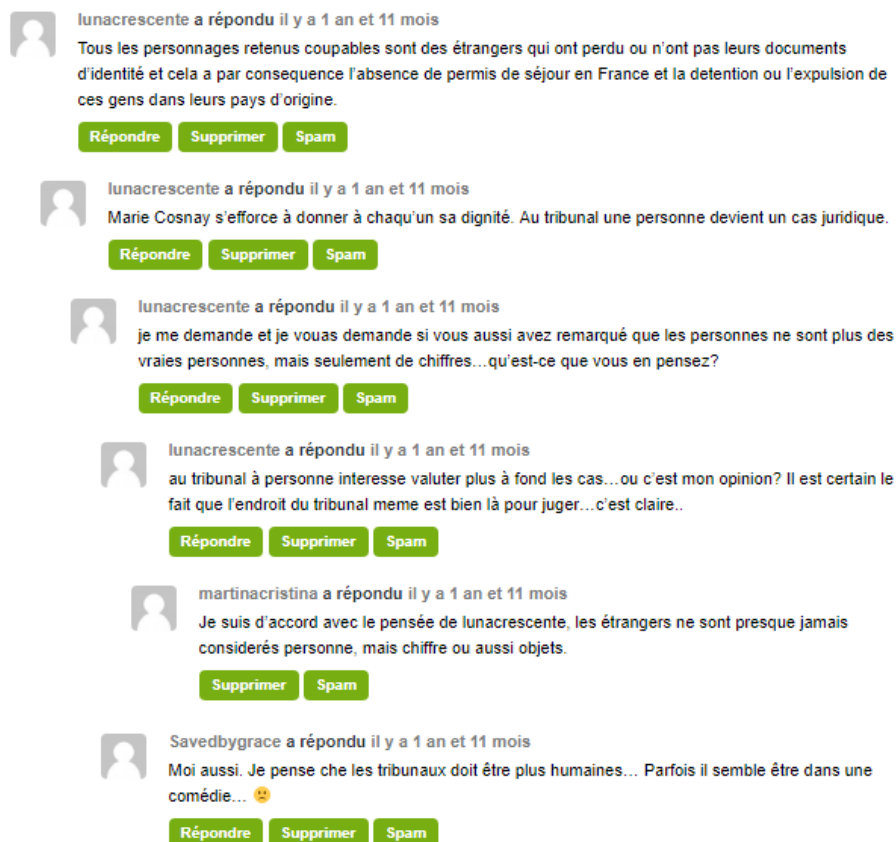 lunacrescente a répondu il y a 1 an et 11 mois
Tous les personnages retenus coupables sont des étrangers qui ont perdu ou n’ont pas leurs documents
d’identité et cela a par consequence l’absence de permis de séjour en France et la detention ou l’expulsion de
ces gens dans leurs pays d’origine.
Répondre Supprimer Spam
lunacrescente a répondu il y a 1 an et 11 mois
Marie Cosnay s’efforce à donner à chaqu’un sa dignité. Au tribunal une personne devient un cas juridique.
Répondre Supprimer Spam
lunacrescente a répondu il y a 1 an et 11 mois
je me demande et je vouas demande si vous aussi avez remarqué que les personnes ne sont plus des
vraies personnes, mais seulement de chiffres…qu’est-ce que vous en pensez?
Répondre Supprimer Spam
lunacrescente a répondu il y a 1 an et 11 mois
au tribunal à personne interesse valuter plus à fond les cas…ou c’est mon opinion? Il est certain le
fait que l’endroit du tribunal meme est bien là pour juger…c’est claire..
Répondre Supprimer Spam
martinacristina a répondu il y a 1 an et 11 mois
Je suis d’accord avec le pensée de lunacrescente, les étrangers ne sont presque jamais
considerés personne, mais chiffre ou aussi objets.
Supprimer Spam
Savedbygrace a répondu il y a 1 an et 11 mois
Moi aussi. Je pense che les tribunaux doit être plus humaines… Parfois il semble être dans une
comédie… 🙁
Répondre Supprimer Spam